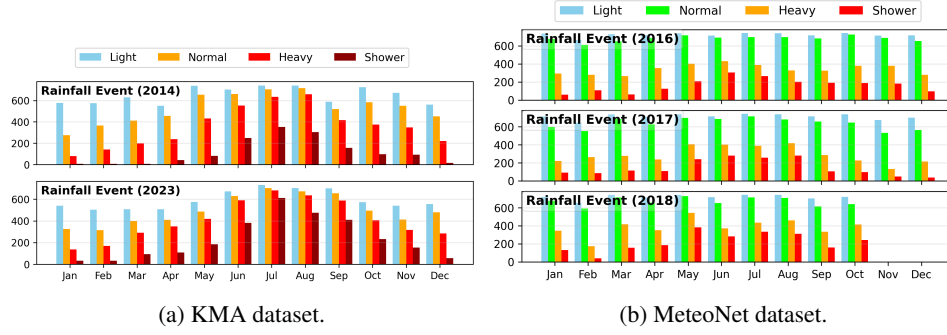 Light Normal Heavy Shower
Rainfall Event (2014)
600
400
200
0
Rainfall Event (2023)
600
400
200
0
Jan Feb Mar Apr May Jun Jul Aug Sep Oct Nov Dec
(a) KMA dataset.
Light Normal Heavy Shower
Rainfall Event (2016)
600
400
200
0
Rainfall Event (2017)
600
400
200
0
Rainfall Event (2018)
600
400
200
0
Jan Feb Mar Apr May Jun Jul Aug Sep Oct Nov Dec
(b) MeteoNet dataset.